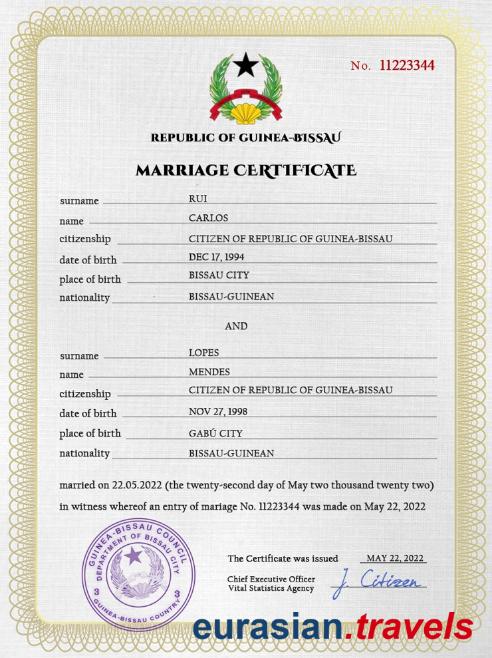 No. 11223344
REPUBLIC OF GUINEA-BISSAU
MARRIAGE CERTIFICATE
surname RUI
name CARLOS
citizenship CITIZEN OF REPUBLIC OF GUINEA-BISSAU
date of birth DEC 17, 1994
place of birth BISSAU CITY
nationality BISSAU-GUINEAN
AND
surname LOPES
name MENDES
citizenship CITIZEN OF REPUBLIC OF GUINEA-BISSAU
date of birth NOV 27, 1998
place of birth GABÚ CITY
nationality BISSAU-GUINEAN
married on 22.05.2022 (the twenty-second day of May two thousand twenty two)
in witness whereof an entry of mariage No. 11223344 was made on May 22, 2022
GUINEA-BISSAU COUNCIL
DEPARTMENT OF BISSAU CITY
3 3
GUINEA-BISSAU COUNTRY
The Certificate was issued MAY 22, 2022
Chief Executive Officer
Vital Statistics Agency
J. Citizen
eurasian.travels